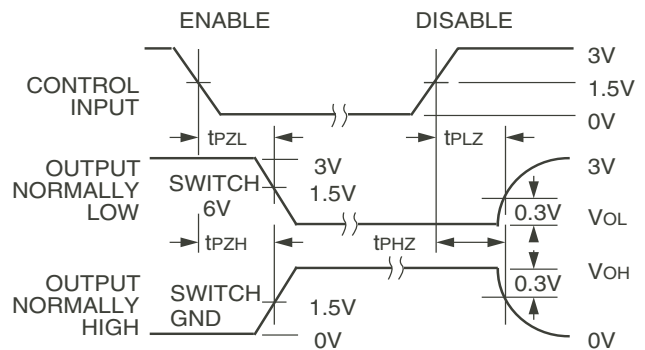 ENABLE DISABLE
3V
CONTROL
INPUT
1.5V
0V
tPZL tPLZ
OUTPUT
NORMALLY
LOW
SWITCH
6V
3V
1.5V
3V
0.3V
VOL
tPZH tPHZ
OUTPUT
NORMALLY
HIGH
SWITCH
GND
1.5V
0V
VOH
0.3V
0V